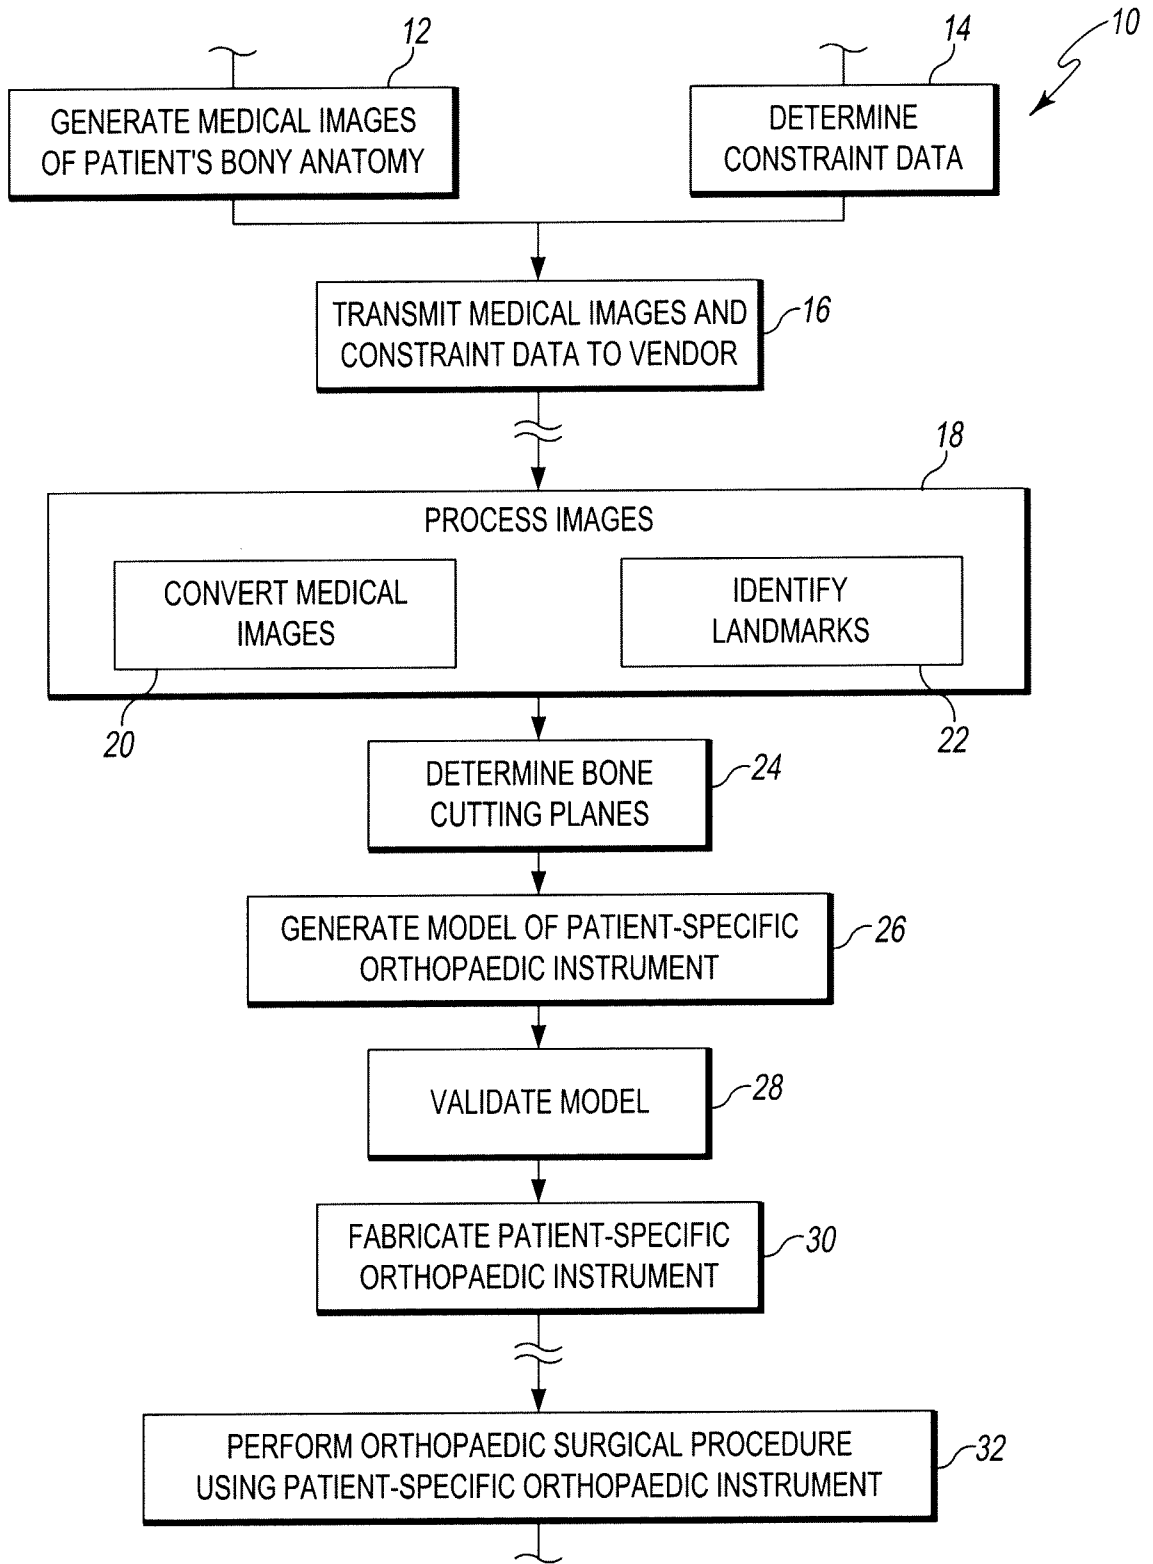 10
12
GENERATE MEDICAL IMAGES
OF PATIENT'S BONY ANATOMY
14
DETERMINE
CONSTRAINT DATA
TRANSMIT MEDICAL IMAGES AND
CONSTRAINT DATA TO VENDOR
16
18
PROCESS IMAGES
CONVERT MEDICAL
IMAGES
20
IDENTIFY
LANDMARKS
22
DETERMINE BONE
CUTTING PLANES
24
GENERATE MODEL OF PATIENT-SPECIFIC
ORTHOPAEDIC INSTRUMENT
26
VALIDATE MODEL
28
FABRICATE PATIENT-SPECIFIC
ORTHOPAEDIC INSTRUMENT
30
PERFORM ORTHOPAEDIC SURGICAL PROCEDURE
USING PATIENT-SPECIFIC ORTHOPAEDIC INSTRUMENT
32